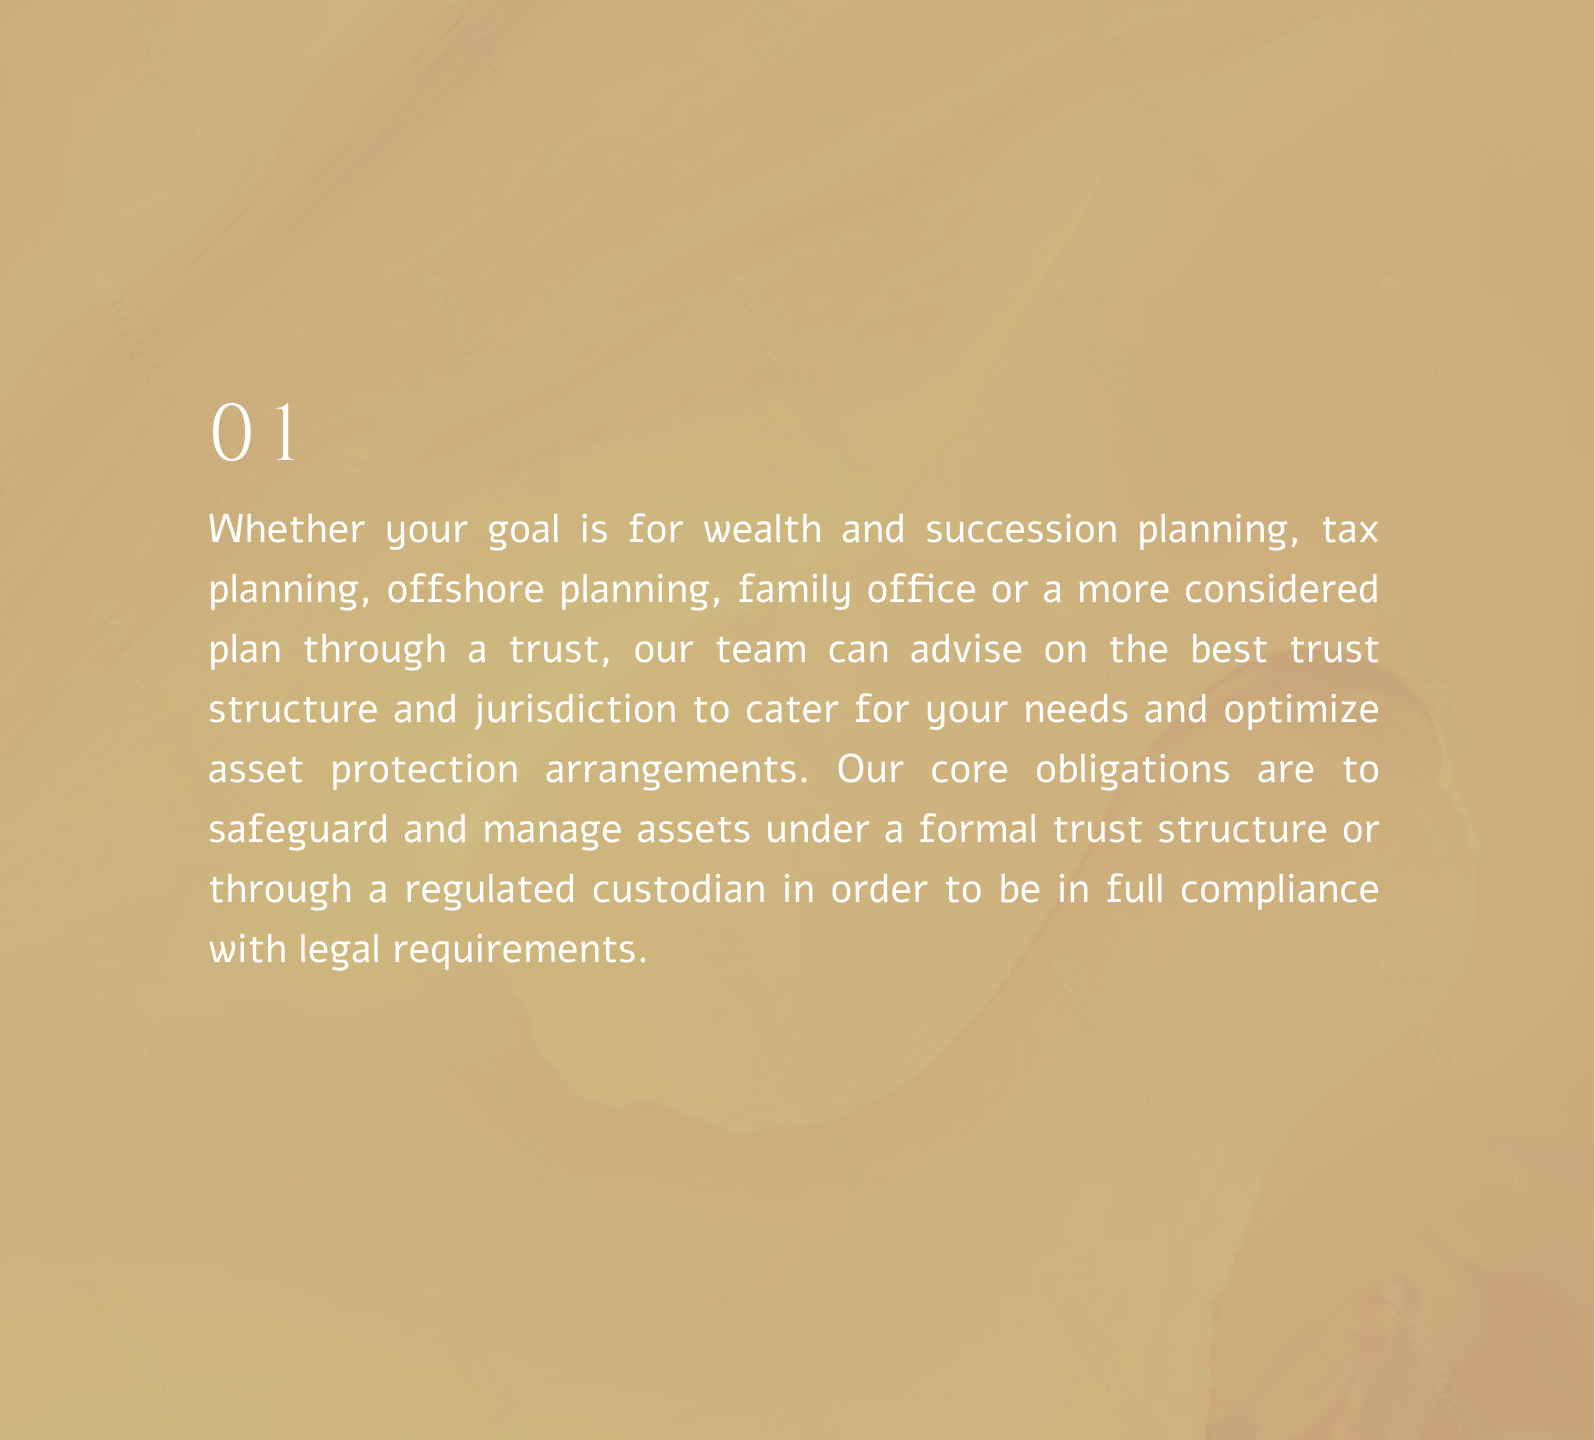 01
Whether your goal is for wealth and succession planning, tax
planning, offshore planning, family office or a more considered
plan through a trust, our team can advise on the best trust
structure and jurisdiction to cater for your needs and optimize
asset protection arrangements. Our core obligations are to
safeguard and manage assets under a formal trust structure or
through a regulated custodian in order to be in full compliance
with legal requirements.